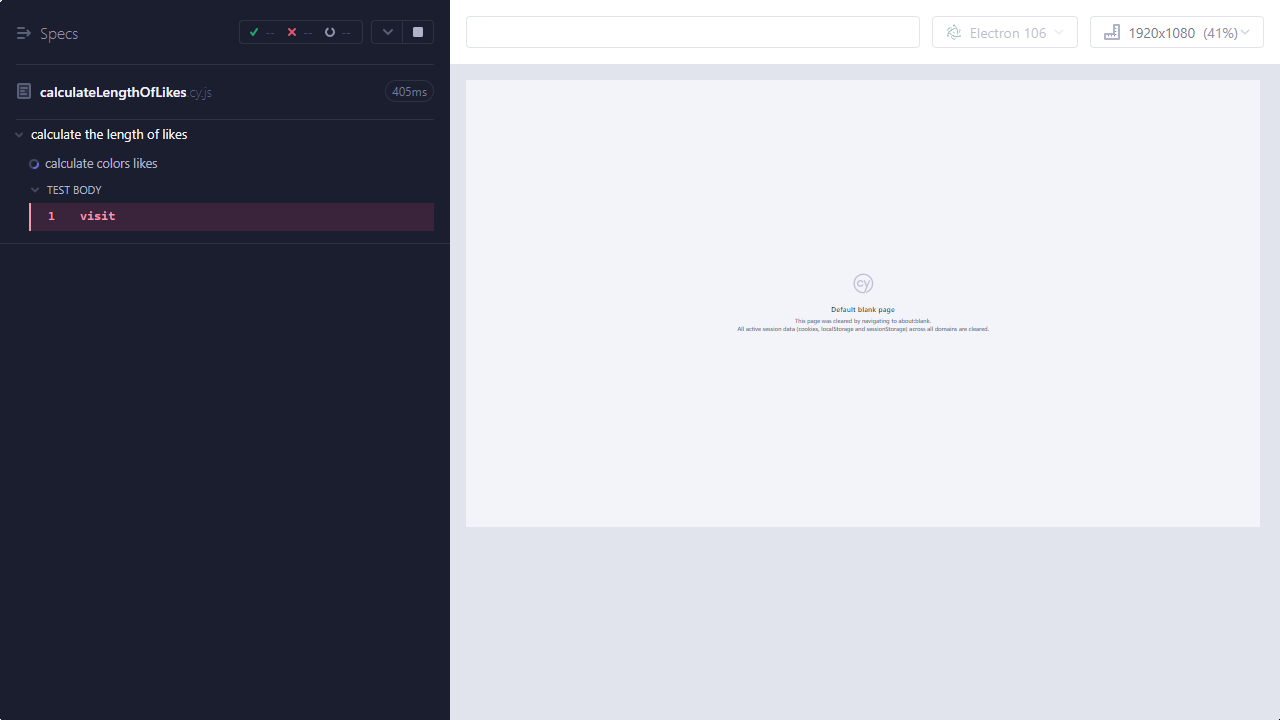 Specs
-- -- --
calculateLengthOfLikes.cy.js 405ms
calculate the length of likes
calculate colors likes
TEST BODY
1 visit
Electron 106
1920x1080 (41%)
cy
Default blank page
This page was cleared by navigating to about:blank.
All active session data (cookies, localStorage and sessionStorage) across all domains are cleared.